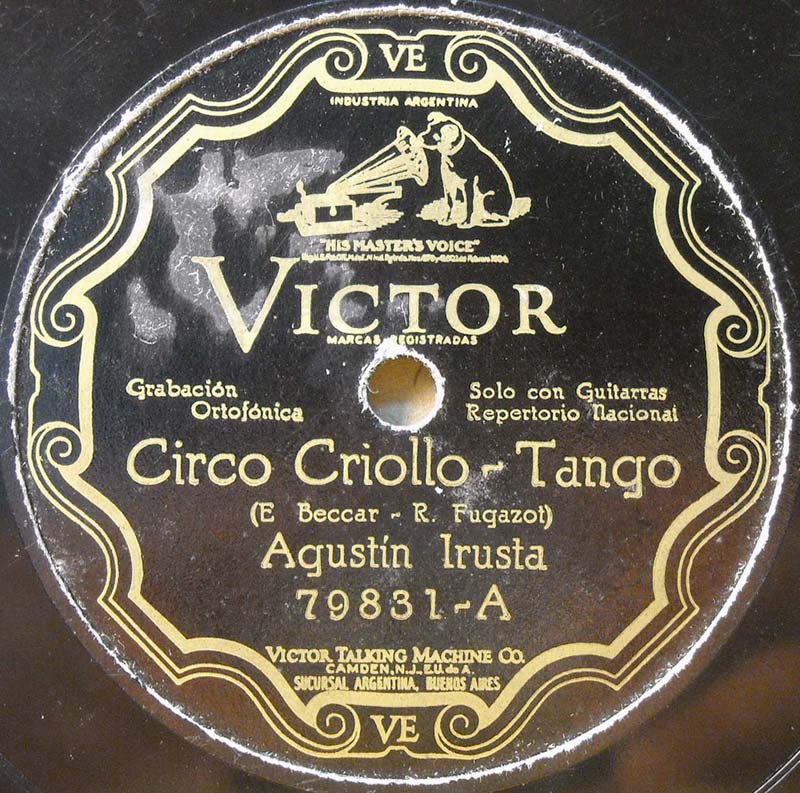 VE
INDUSTRIA ARGENTINA
"HIS MASTER'S VOICE"
VICTOR
MARCAS REGISTRADAS
Grabación Ortofónica
Solo con Guitarras
Repertorio Nacional
Circo Criollo - Tango
(E Beccar - R. Fugazot)
Agustín Irusta
79831-A
VICTOR TALKING MACHINE CO.
CAMDEN, N.J. E.U. de A.
SUCURSAL ARGENTINA, BUENOS AIRES
VE